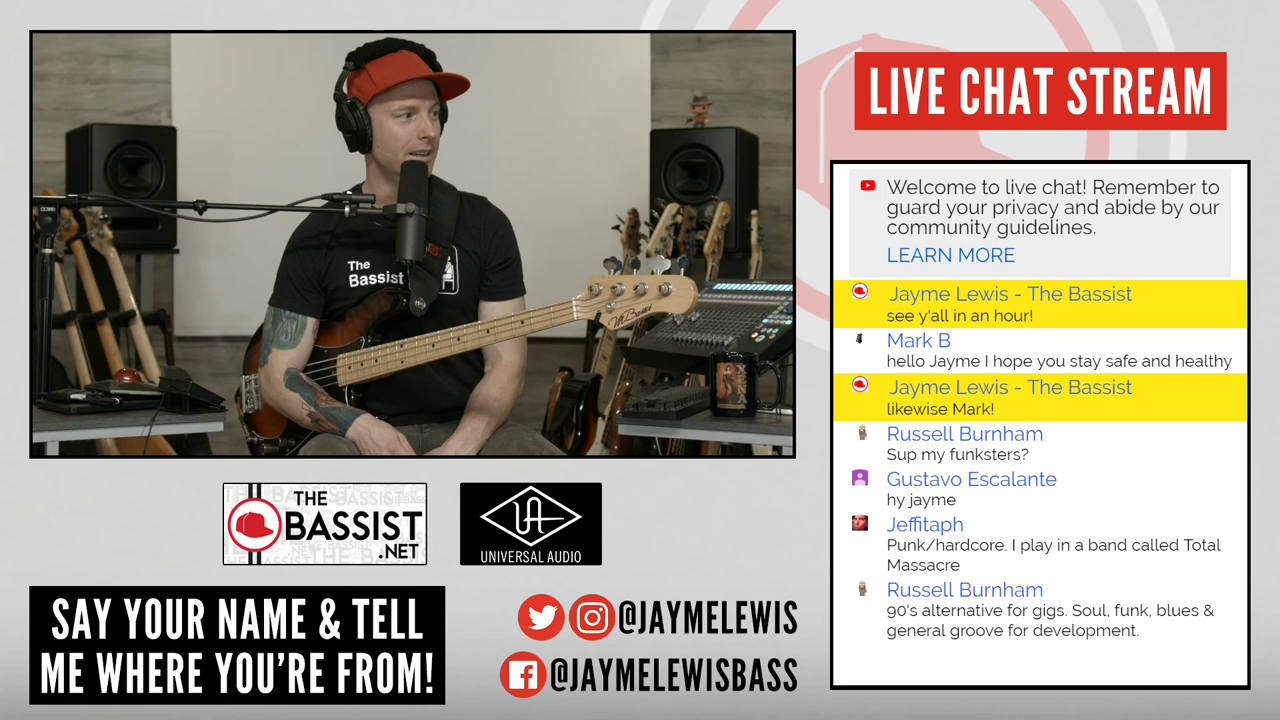 LIVE CHAT STREAM
The
Bassist
Welcome to live chat! Remember to
guard your privacy and abide by our
community guidelines.
LEARN MORE
Jayme Lewis - The Bassist
see y'all in an hour!
Mark B
hello Jayme I hope you stay safe and healthy
Jayme Lewis - The Bassist
likewise Mark!
Russell Burnham
Sup my funksters?
Gustavo Escalante
hy jayme
Jeffitaph
Punk/hardcore. I play in a band called Total
Massacre
Russell Burnham
90's alternative for gigs. Soul, funk, blues &
general groove for development.
THE
BASSIST
.NET
UNIVERSAL AUDIO
SAY YOUR NAME & TELL
ME WHERE YOU'RE FROM!
@JAYMELEWIS
@JAYMELEWISBASS